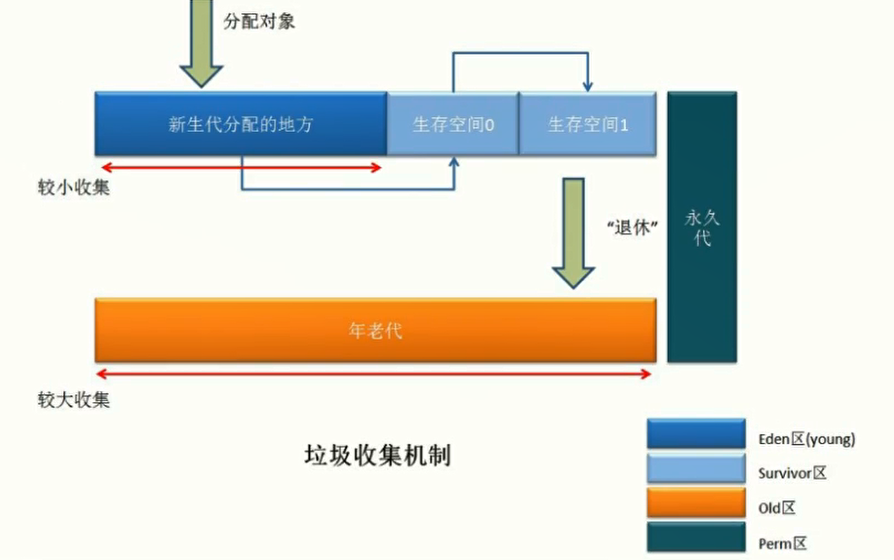 分配对象
新生代分配的地方
生存空间0
生存空间1
较小收集
“退休”
永久
代
年老代
较大收集
垃圾收集机制
Eden区(young)
Survivor区
Old区
Perm区